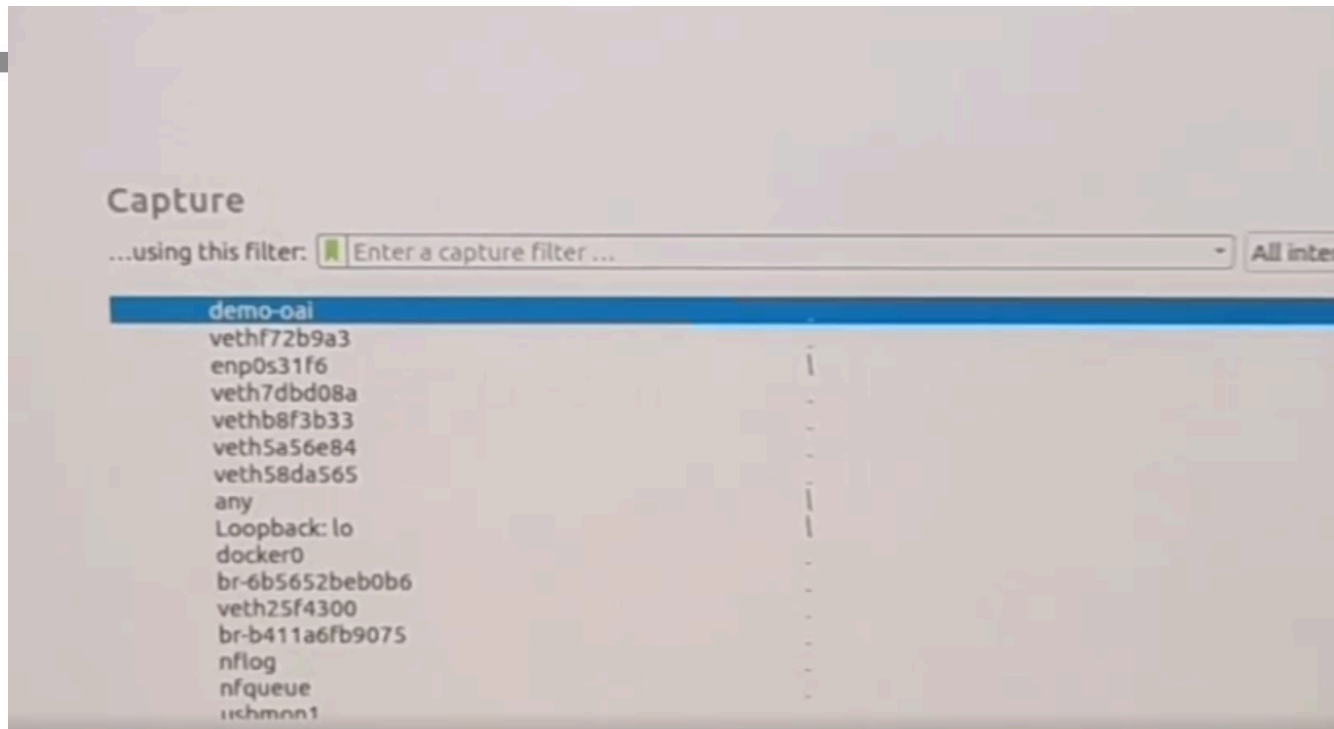 Capture
...using this filter: Enter a capture filter ... All inter
demo-oai
vethf72b9a3
enp0s31f6
veth7dbd08a
vethb8f3b33
veth5a56e84
veth58da565
any
Loopback: lo
docker0
br-6b5652beb0b6
veth25f4300
br-b411a6fb9075
nflog
nfqueue
usbmon1